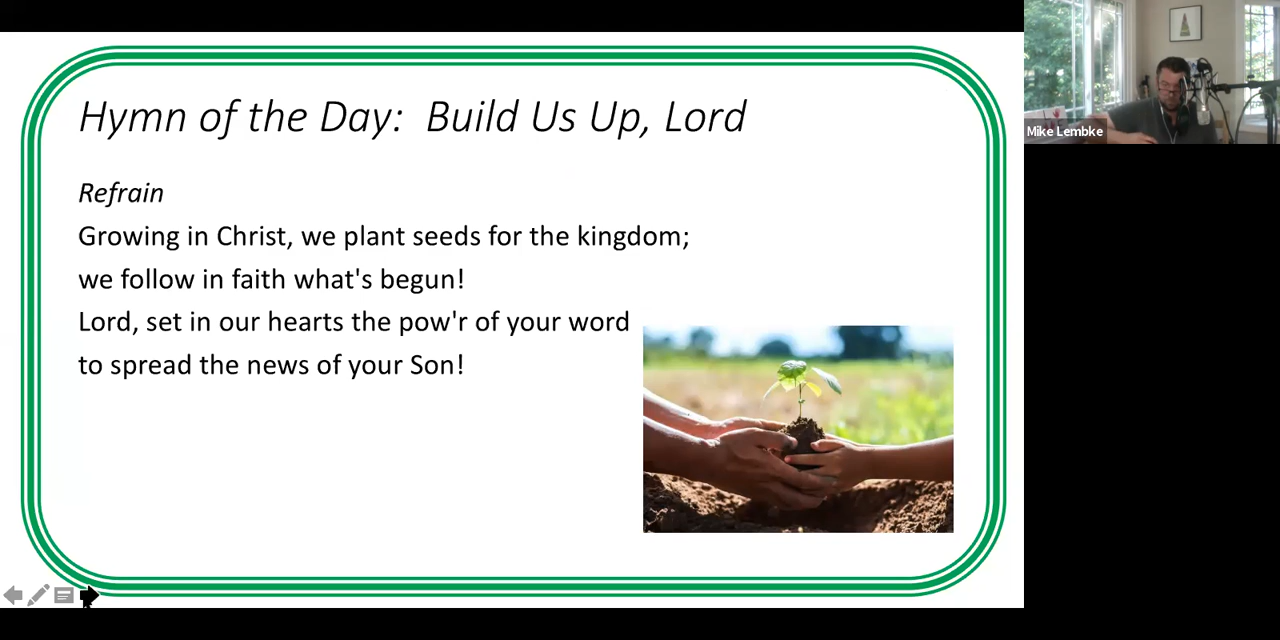 Hymn of the Day:  Build Us Up, Lord
Refrain
Growing in Christ, we plant seeds for the kingdom;
we follow in faith what's begun!
Lord, set in our hearts the pow'r of your word
to spread the news of your Son!
Mike Lembke